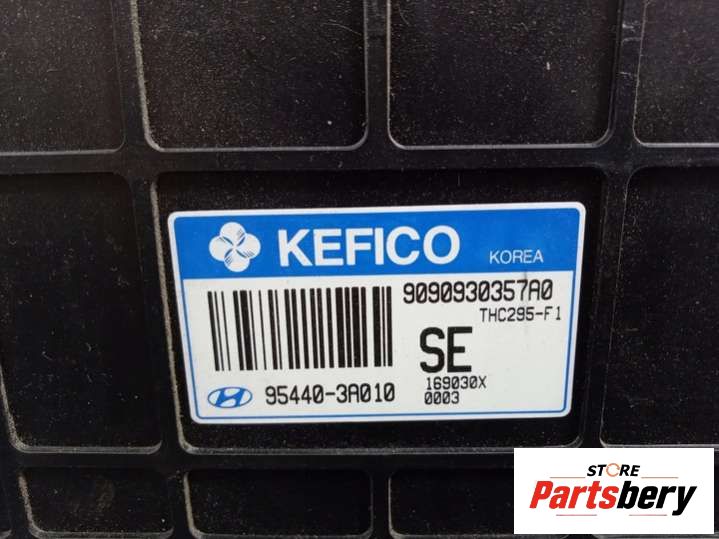 KEFICO KOREA
9090930357A0
THC295-F1
SE
95440-3A010
169030X
0003
STORE
Partsbery